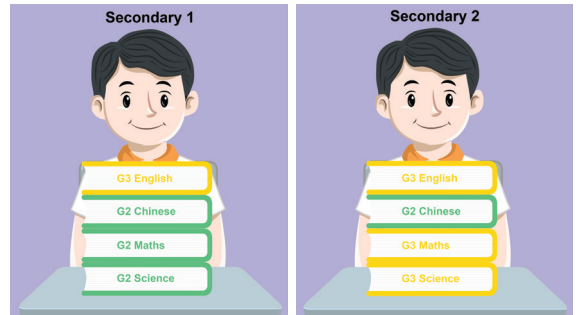 Secondary 1
G3 English
G2 Chinese
G2 Maths
G2 Science
Secondary 2
G3 English
G2 Chinese
G3 Maths
G3 Science